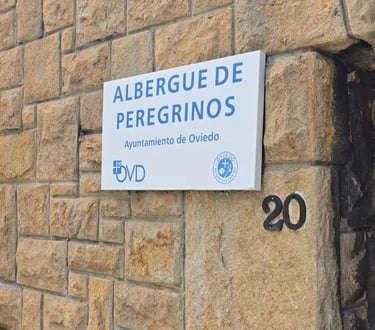 ALBERGUE DE
PEREGRINOS
Ayuntamiento de Oviedo
OVD
20